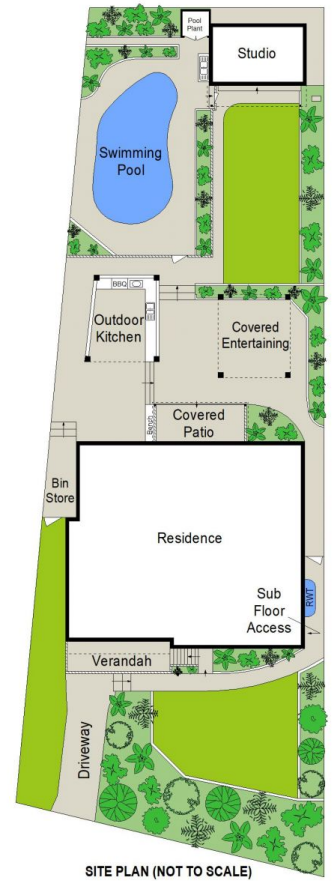 Pool
Plant
Studio
Swimming
Pool
BBQ
Outdoor
Kitchen
Covered
Entertaining
Covered
Patio
Bench
Bin
Store
Residence
RWT
Sub
Floor
Access
Verandah
Driveway
SITE PLAN (NOT TO SCALE)